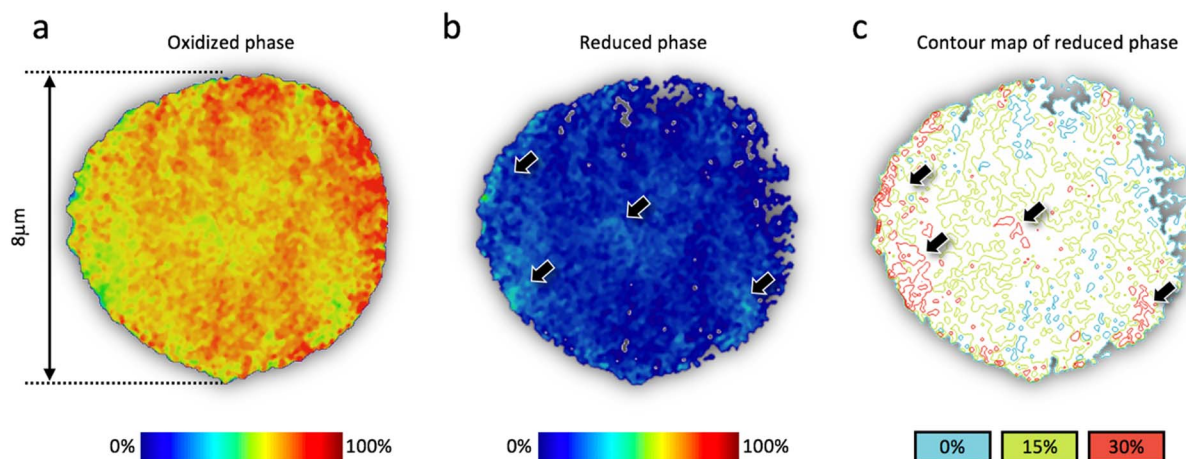 a
Oxidized phase
b
Reduced phase
c
Contour map of reduced phase
8μm
0%
100%
0%
100%
0%
15%
30%